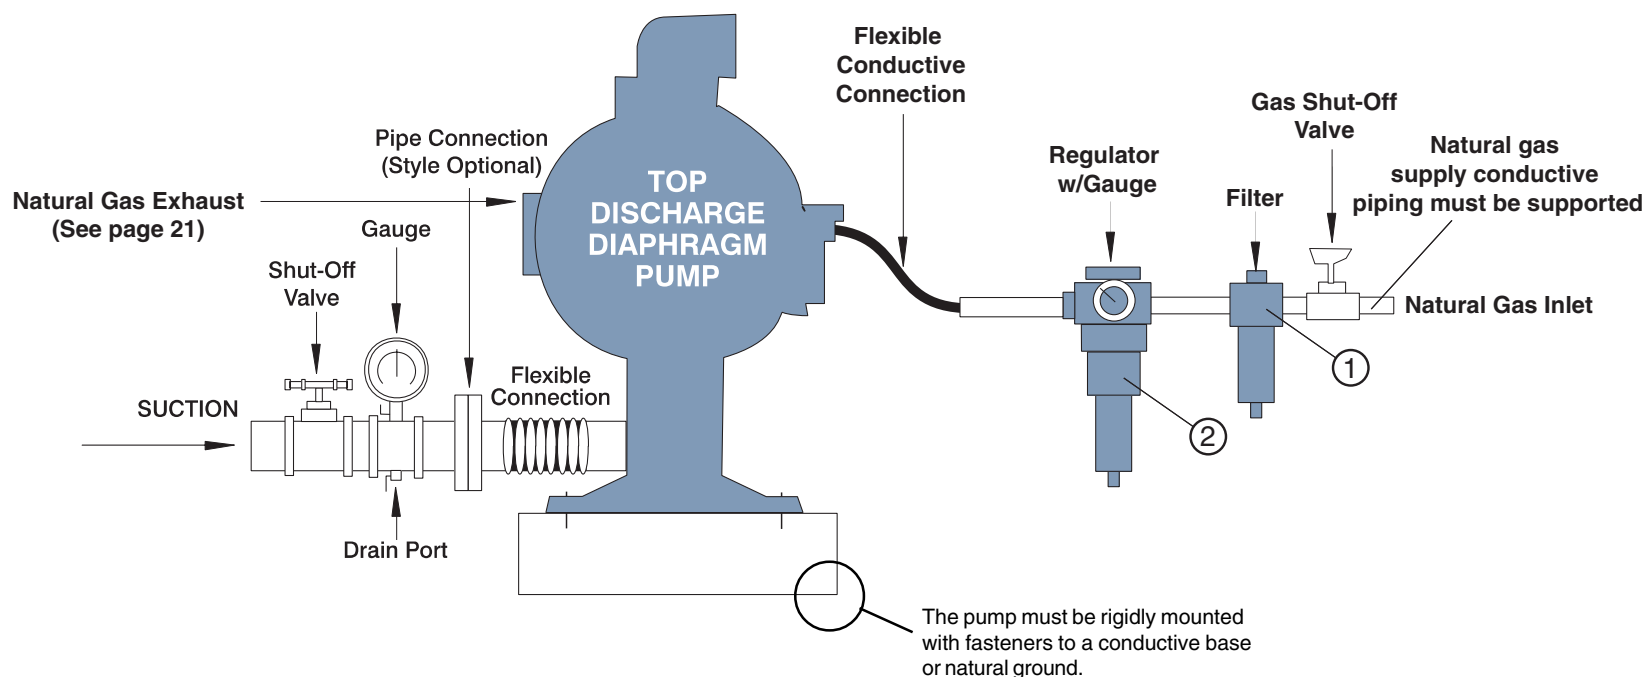 Flexible
Conductive
Connection
Gas Shut-Off
Valve
Pipe Connection
(Style Optional)
Regulator
w/Gauge
Natural gas
supply conductive
piping must be supported
Filter
TOP
DISCHARGE
DIAPHRAGM
PUMP
Natural Gas Exhaust
(See page 21)
Gauge
Shut-Off
Valve
Natural Gas Inlet
1
Flexible
Connection
SUCTION
2
Drain Port
The pump must be rigidly mounted
with fasteners to a conductive base
or natural ground.